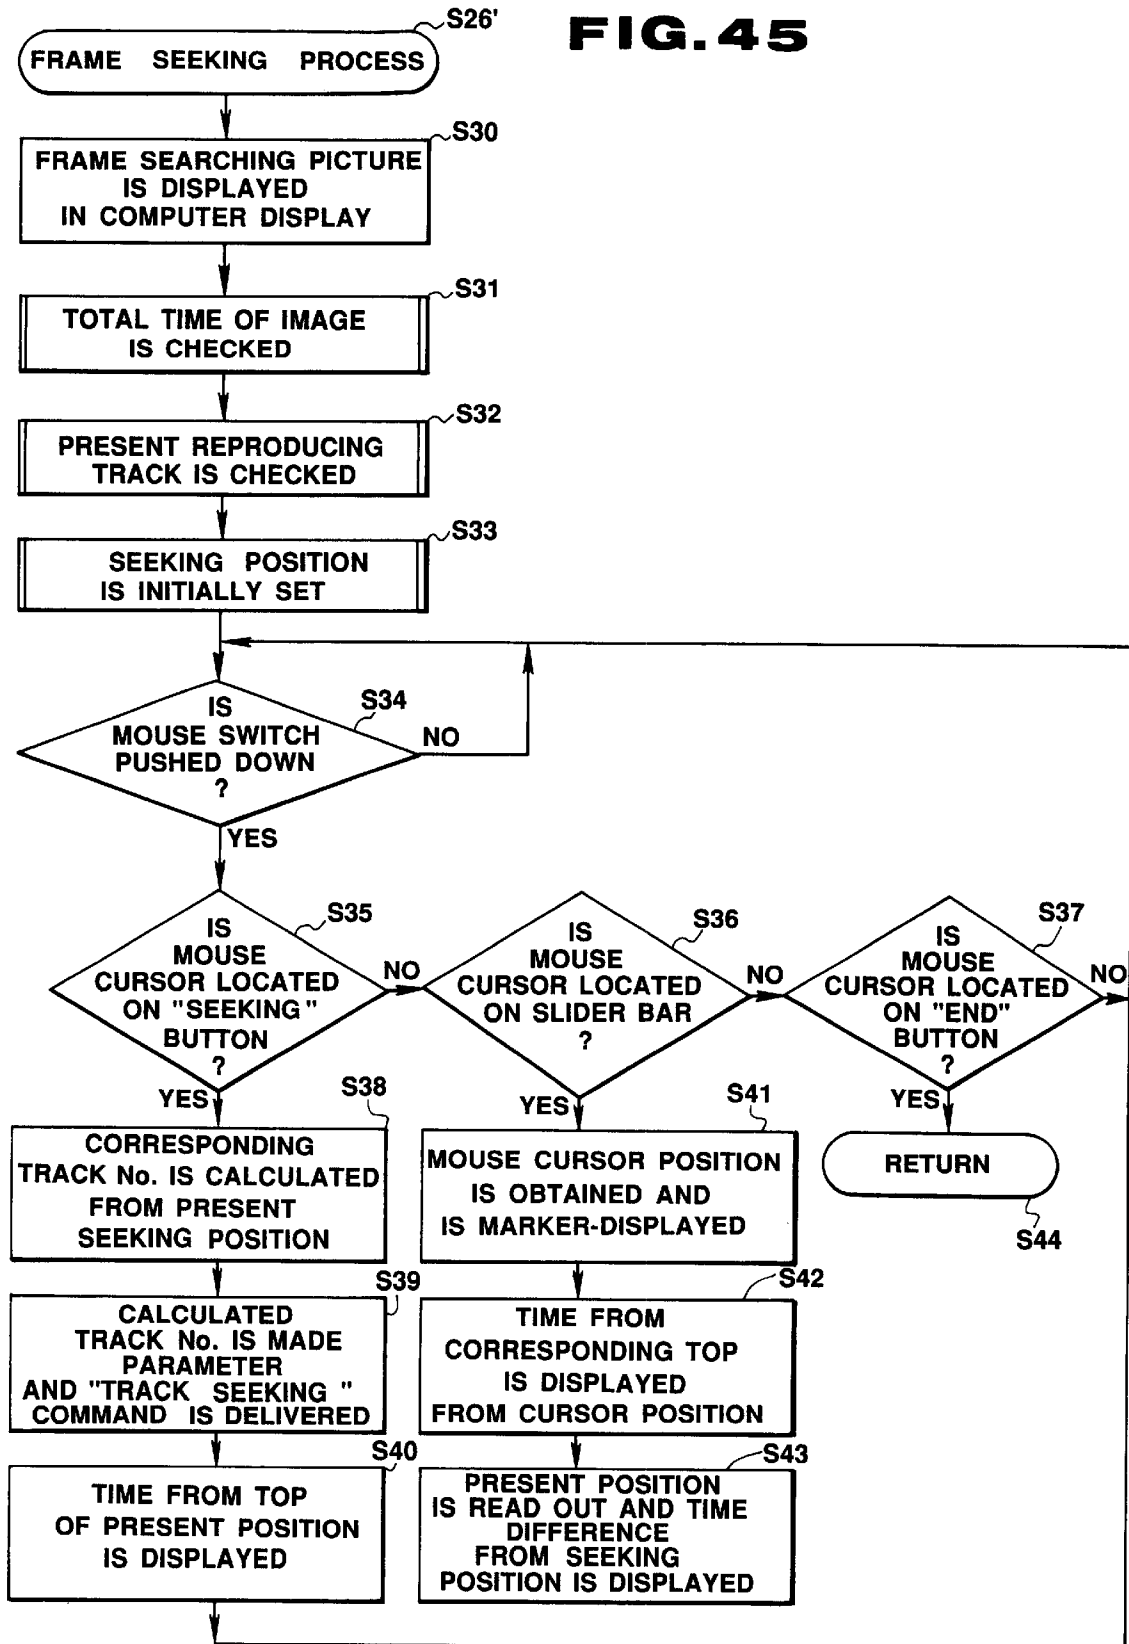 FIG.45
S26'
FRAME SEEKING PROCESS
S30
FRAME SEARCHING PICTURE
IS DISPLAYED
IN COMPUTER DISPLAY
S31
TOTAL TIME OF IMAGE
IS CHECKED
S32
PRESENT REPRODUCING
TRACK IS CHECKED
S33
SEEKING POSITION
IS INITIALLY SET
S34
IS
MOUSE SWITCH
PUSHED DOWN
?
NO
YES
S35
IS
MOUSE
CURSOR LOCATED
ON "SEEKING"
BUTTON
?
NO
YES
S36
IS
MOUSE
CURSOR LOCATED
ON SLIDER BAR
?
NO
YES
S37
IS
MOUSE
CURSOR LOCATED
ON "END"
BUTTON
?
NO
YES
S38
CORRESPONDING
TRACK No. IS CALCULATED
FROM PRESENT
SEEKING POSITION
S39
CALCULATED
TRACK No. IS MADE
PARAMETER
AND "TRACK SEEKING "
COMMAND IS DELIVERED
S40
TIME FROM TOP
OF PRESENT POSITION
IS DISPLAYED
S41
MOUSE CURSOR POSITION
IS OBTAINED AND
IS MARKER-DISPLAYED
S42
TIME FROM
CORRESPONDING TOP
IS DISPLAYED
FROM CURSOR POSITION
S43
PRESENT POSITION
IS READ OUT AND TIME
DIFFERENCE
FROM SEEKING
POSITION IS DISPLAYED
RETURN
S44